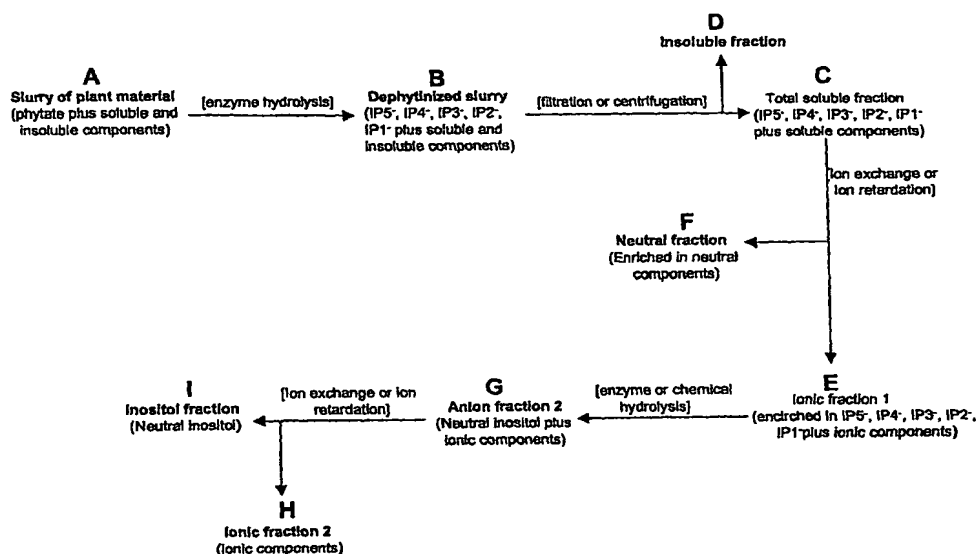 D
Insoluble fraction
A
Slurry of plant material
(phytate plus soluble and
insoluble components)
[enzyme hydrolysis]
B
Dephytinized slurry
(IP5-, IP4-, IP3-, IP2-,
IP1- plus soluble and
insoluble components)
[filtration or centrifugation]
C
Total soluble fraction
(IP5-, IP4-, IP3-, IP2-, IP1-
plus soluble components)
[Ion exchange or
Ion retardation]
F
Neutral fraction
(Enriched in neutral
components)
I
Inositol fraction
(Neutral inositol)
[Ion exchange or ion
retardation]
G
Anion fraction 2
(Neutral inositol plus
ionic components)
[enzyme or chemical
hydrolysis]
E
Ionic fraction 1
(encirched in IP5-, IP4-, IP3-, IP2-,
IP1-plus ionic components)
H
Ionic fraction 2
(Ionic components)